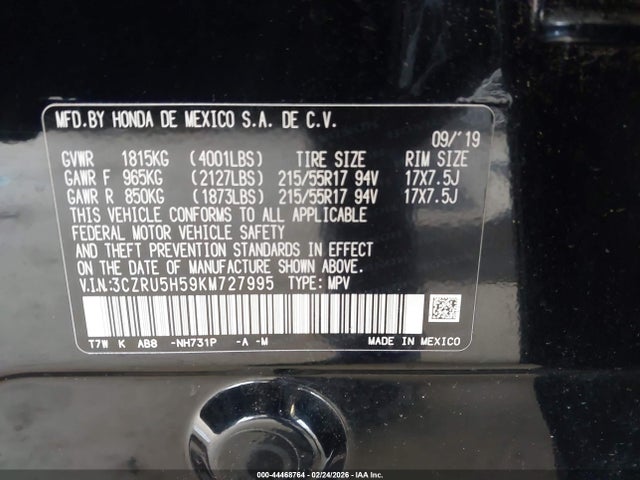 MFD.BY HONDA DE MEXICO S.A. DE C.V.
09/'19
GVWR 1815KG (4001LBS) TIRE SIZE RIM SIZE
GAWR F 965KG (2127LBS) 215/55R17 94V 17X7.5J
GAWR R 850KG (1873LBS) 215/55R17 94V 17X7.5J
THIS VEHICLE CONFORMS TO ALL APPLICABLE
FEDERAL MOTOR VEHICLE SAFETY
AND THEFT PREVENTION STANDARDS IN EFFECT
ON THE DATE OF MANUFACTURE SHOWN ABOVE.
V.I.N:3CZRU5H59KM727995 TYPE: MPV
T7W K AB8 -NH731P -A -M MADE IN MEXICO
000-44468764 - 02/24/2026 - IAA Inc.